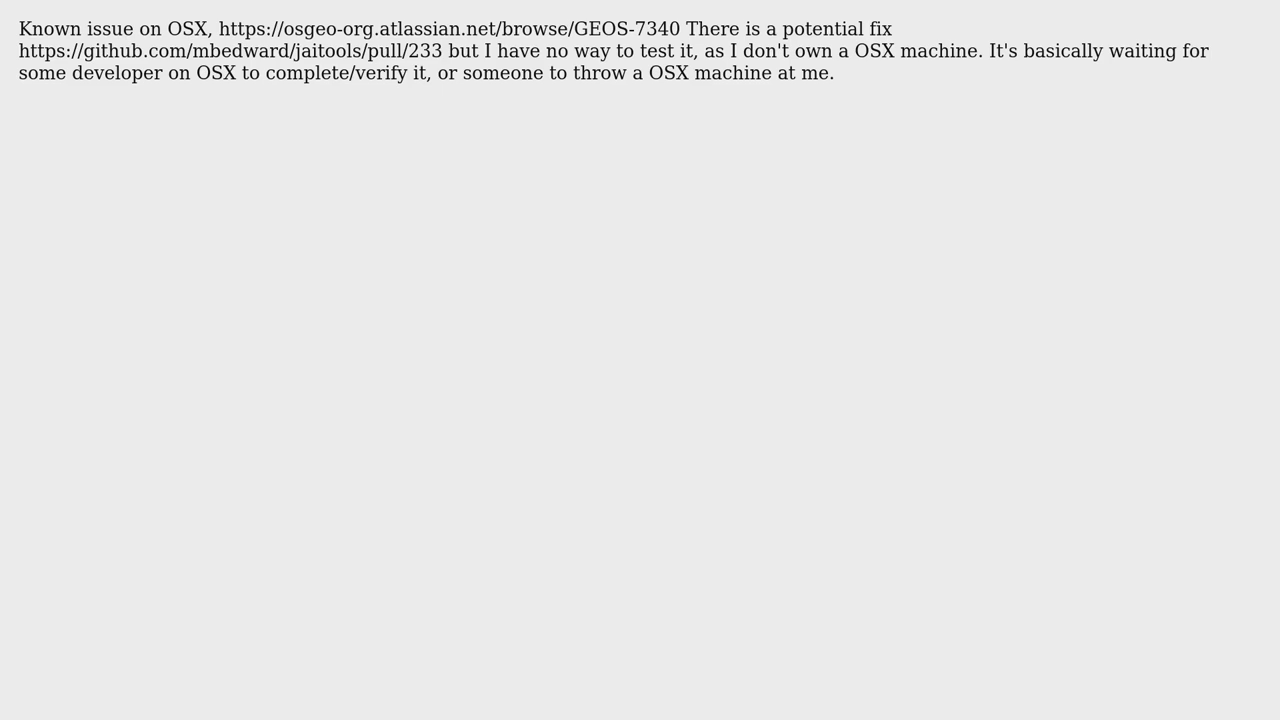 Known issue on OSX, https://osgeo-org.atlassian.net/browse/GEOS-7340 There is a potential fix
https://github.com/mbedward/jaitools/pull/233 but I have no way to test it, as I don't own a OSX machine. It's basically waiting for
some developer on OSX to complete/verify it, or someone to throw a OSX machine at me.